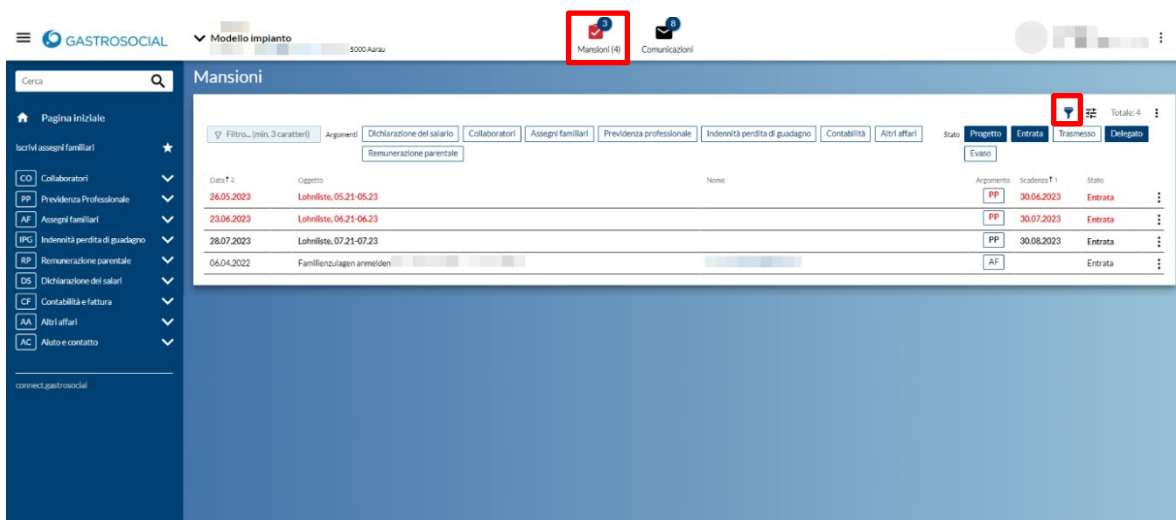 GASTROSOCIAL
Modello impianto
5000 Aarau
3
Mansioni (4)
8
Comunicazioni
Cerca
Mansioni
Totale: 4
Pagina iniziale
Iscrivi assegni familiari
CO Collaboratori
PP Previdenza Professionale
AF Assegni familiari
IPG Indennità perdita di guadagno
RP Remunerazione parentale
DS Dichiarazione dei salari
CF Contabilità e fattura
AA Altri affari
AC Aiuto e contatto
connect.gastrosocial
Filtro... (min. 3 caratteri) Argomenti Dichiarazione del salario Collaboratori Assegni familiari Previdenza professionale Indennità perdita di guadagno Contabilità Altri affari Stato Progetto Entrata Trasmesso Delegato
Remunerazione parentale Evaso
Data 2 Oggetto Nome Argomento Scadenza 1 Stato
26.05.2023 Lohnliste, 05.21-05.23 PP 30.06.2023 Entrata
23.06.2023 Lohnliste, 06.21-06.23 PP 30.07.2023 Entrata
28.07.2023 Lohnliste, 07.21-07.23 PP 30.08.2023 Entrata
06.04.2022 Familienzulagen anmelden AF Entrata